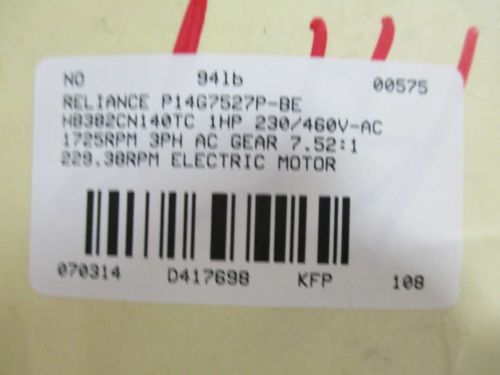 NO 941b 00575
RELIANCE P14G7527P-BE
HB382CN140TC 1HP 230/460V-AC
1725RPM 3PH AC GEAR 7.52:1
229.38RPM ELECTRIC MOTOR
070314 D417698 KFP 108